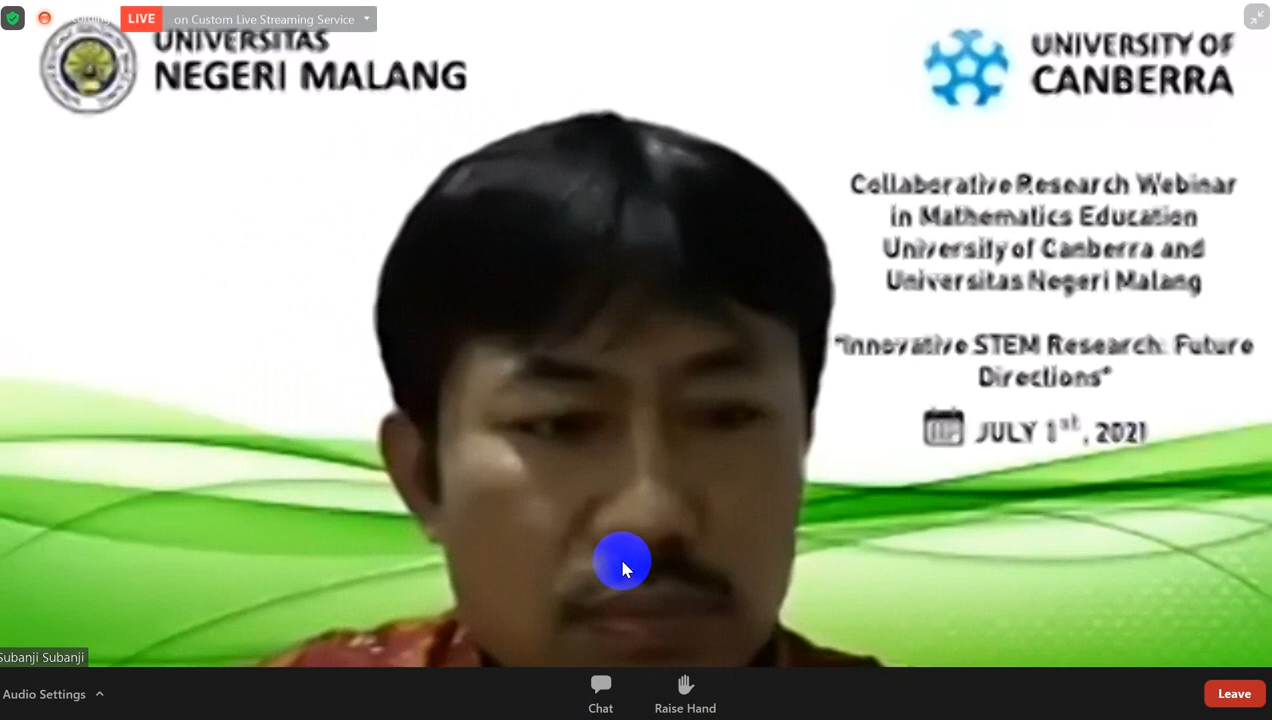 LIVE on Custom Live Streaming Service
UNIVERSITAS
NEGERI MALANG
UNIVERSITY OF
CANBERRA
Collaborative Research Webinar
in Mathematics Education
University of Canberra and
Universitas Negeri Malang
"Innovative STEM Research: Future
Directions"
JULY 1st, 2021
Subanji Subanji
Audio Settings
Chat
Raise Hand
Leave